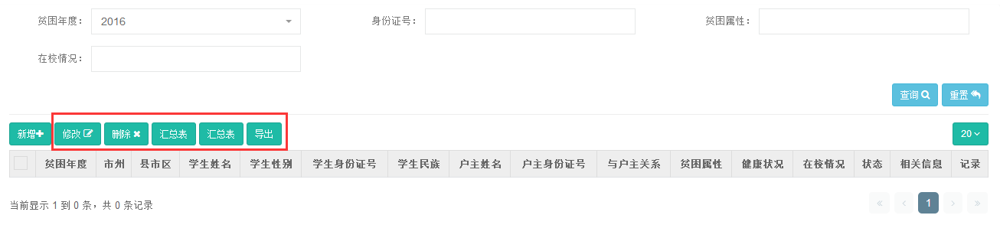 贫困年度： 2016 身份证号： 贫困属性：
在校情况：
查询 重置
新增 修改 删除 汇总表 汇总表 导出 20
贫困年度 市州 县市区 学生姓名 学生性别 学生身份证号 学生民族 户主姓名 户主身份证号 与户主关系 贫困属性 健康状况 在校情况 状态 相关信息 记录
当前显示 1 到 0 条，共 0 条记录 « ‹ 1 › »